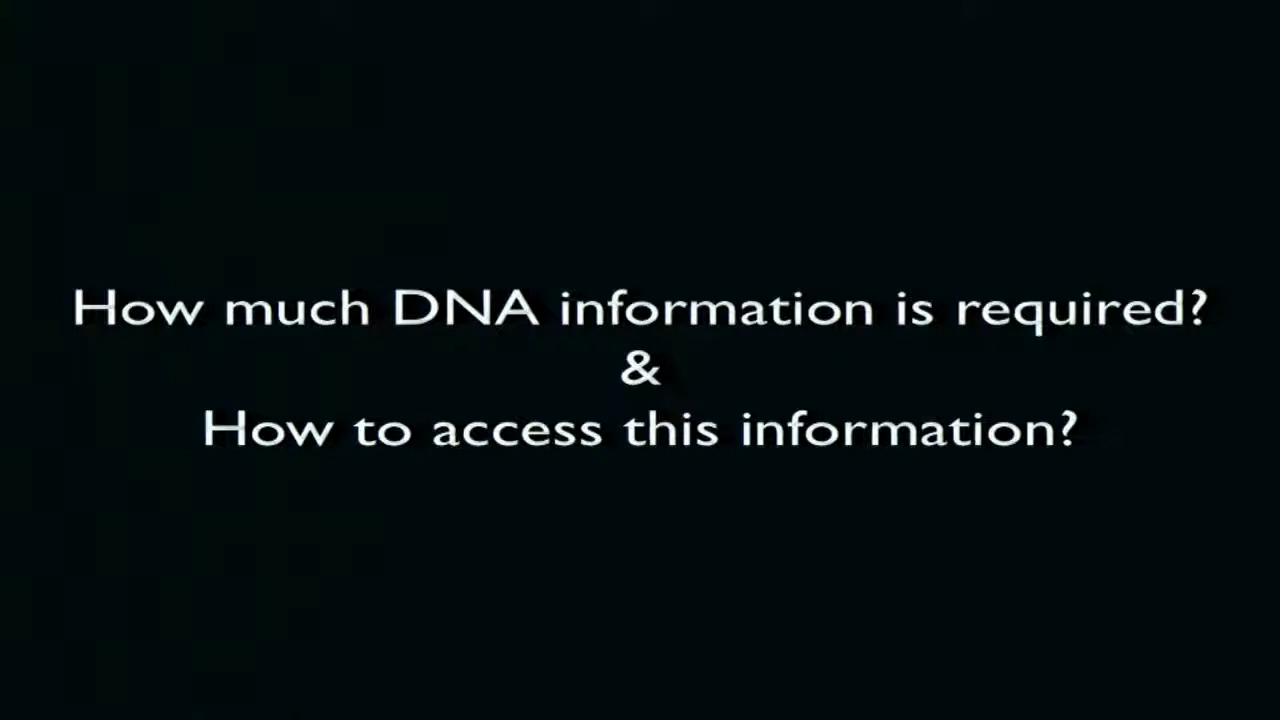 How much DNA information is required?
&
How to access this information?